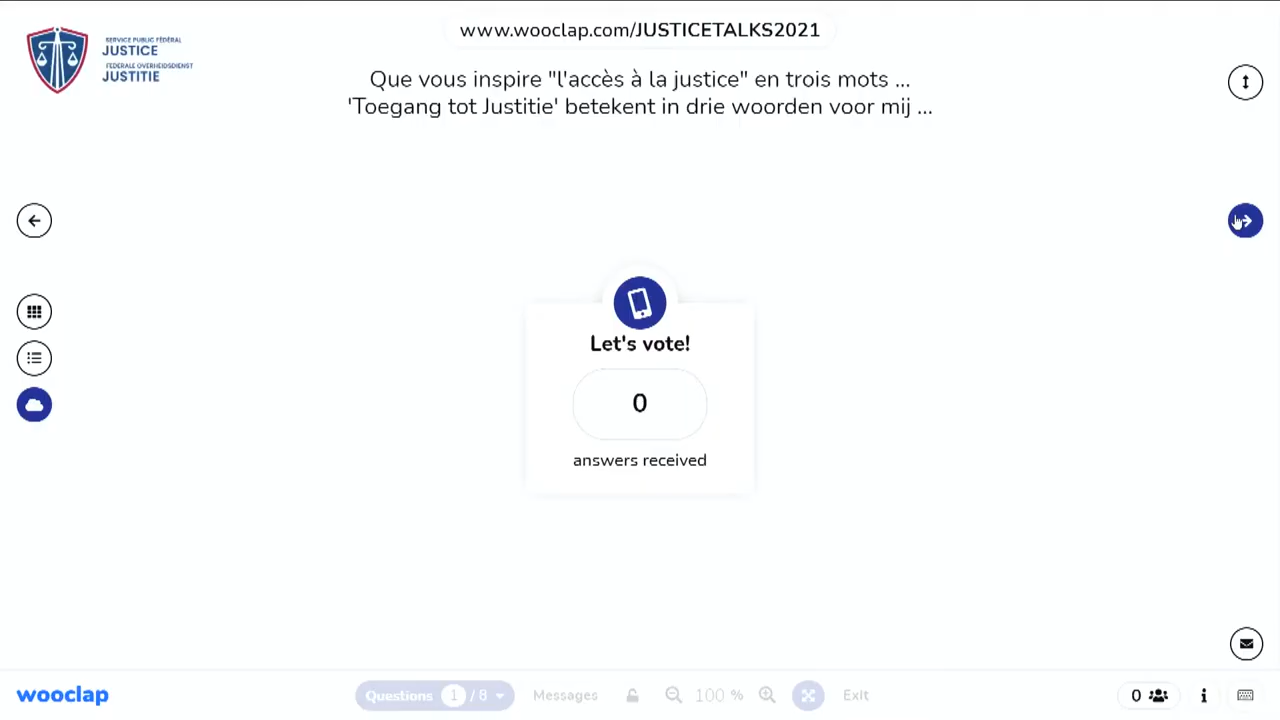 www.wooclap.com/JUSTICETALKS2021
SERVICE PUBLIC FÉDÉRAL
JUSTICE
FEDERALE OVERHEIDSDIENST
JUSTITIE
Que vous inspire "l'accès à la justice" en trois mots ...
'Toegang tot Justitie' betekent in drie woorden voor mij ...
Let's vote!
0
answers received
wooclap
Questions 1 / 8
Messages
100 %
Exit
0